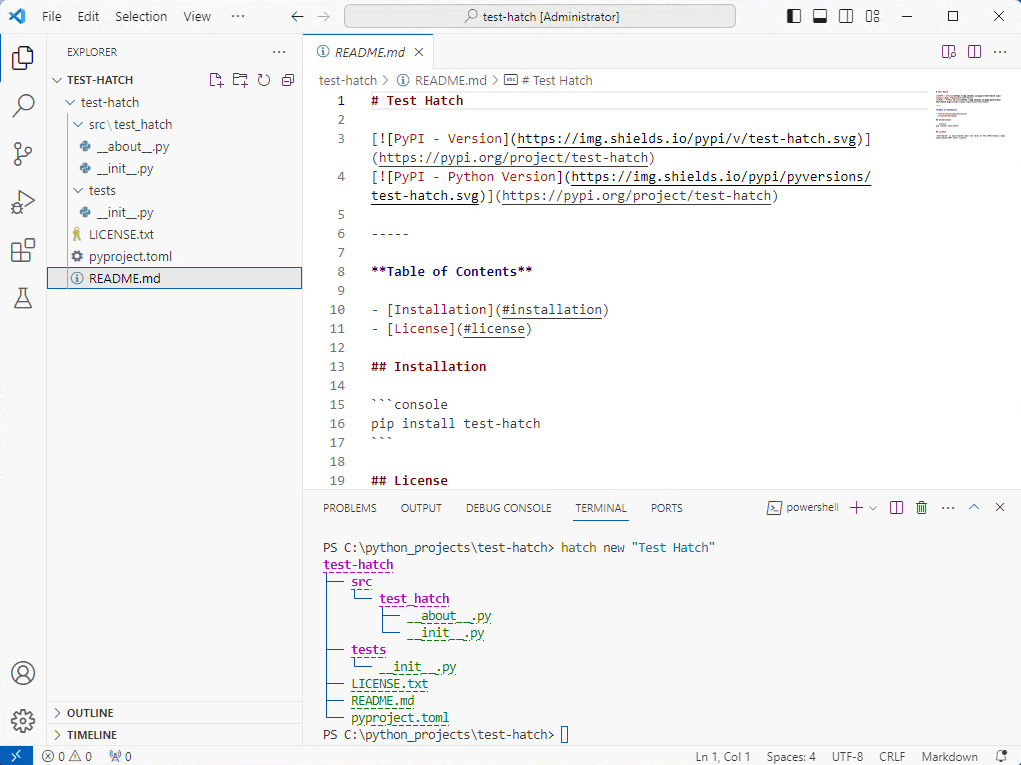 File Edit Selection View ··· test-hatch [Administrator]
EXPLORER ···
TEST-HATCH
test-hatch
src\test_hatch
__about__.py
__init__.py
tests
__init__.py
LICENSE.txt
pyproject.toml
README.md
OUTLINE
TIMELINE
README.md
test-hatch > README.md > # Test Hatch
1 # Test Hatch
2
3 [![PyPI - Version](https://img.shields.io/pypi/v/test-hatch.svg)]
(https://pypi.org/project/test-hatch)
4 [![PyPI - Python Version](https://img.shields.io/pypi/pyversions/
test-hatch.svg)](https://pypi.org/project/test-hatch)
5
6 -----
7
8 **Table of Contents**
9
10 - [Installation](#installation)
11 - [License](#license)
12
13 ## Installation
14
15 ```console
16 pip install test-hatch
17 ```
18
19 ## License
PROBLEMS OUTPUT DEBUG CONSOLE TERMINAL PORTS powershell
PS C:\python_projects\test-hatch> hatch new "Test Hatch"
test-hatch
├── src
│   └── test_hatch
│       ├── __about__.py
│       └── __init__.py
├── tests
│   └── __init__.py
├── LICENSE.txt
├── README.md
└── pyproject.toml
PS C:\python_projects\test-hatch>
0 0 0 Ln 1, Col 1 Spaces: 4 UTF-8 CRLF Markdown